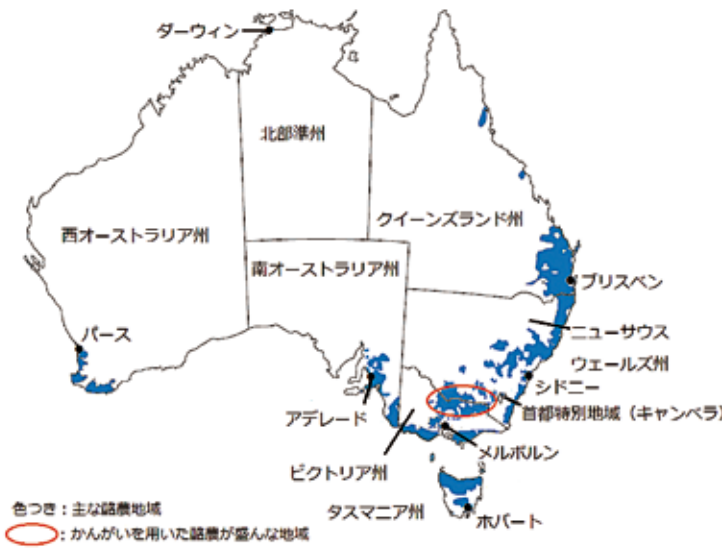 ダーウィン
北部準州
クイーンズランド州
西オーストラリア州
南オーストラリア州
ブリスベン
ニューサウス
ウェールズ州
パース
シドニー
首都特別地域（キャンベラ）
アデレード
メルボルン
ビクトリア州
タスマニア州
ホバート
色つき：主な酪農地域
：かんがいを用いた酪農が盛んな地域